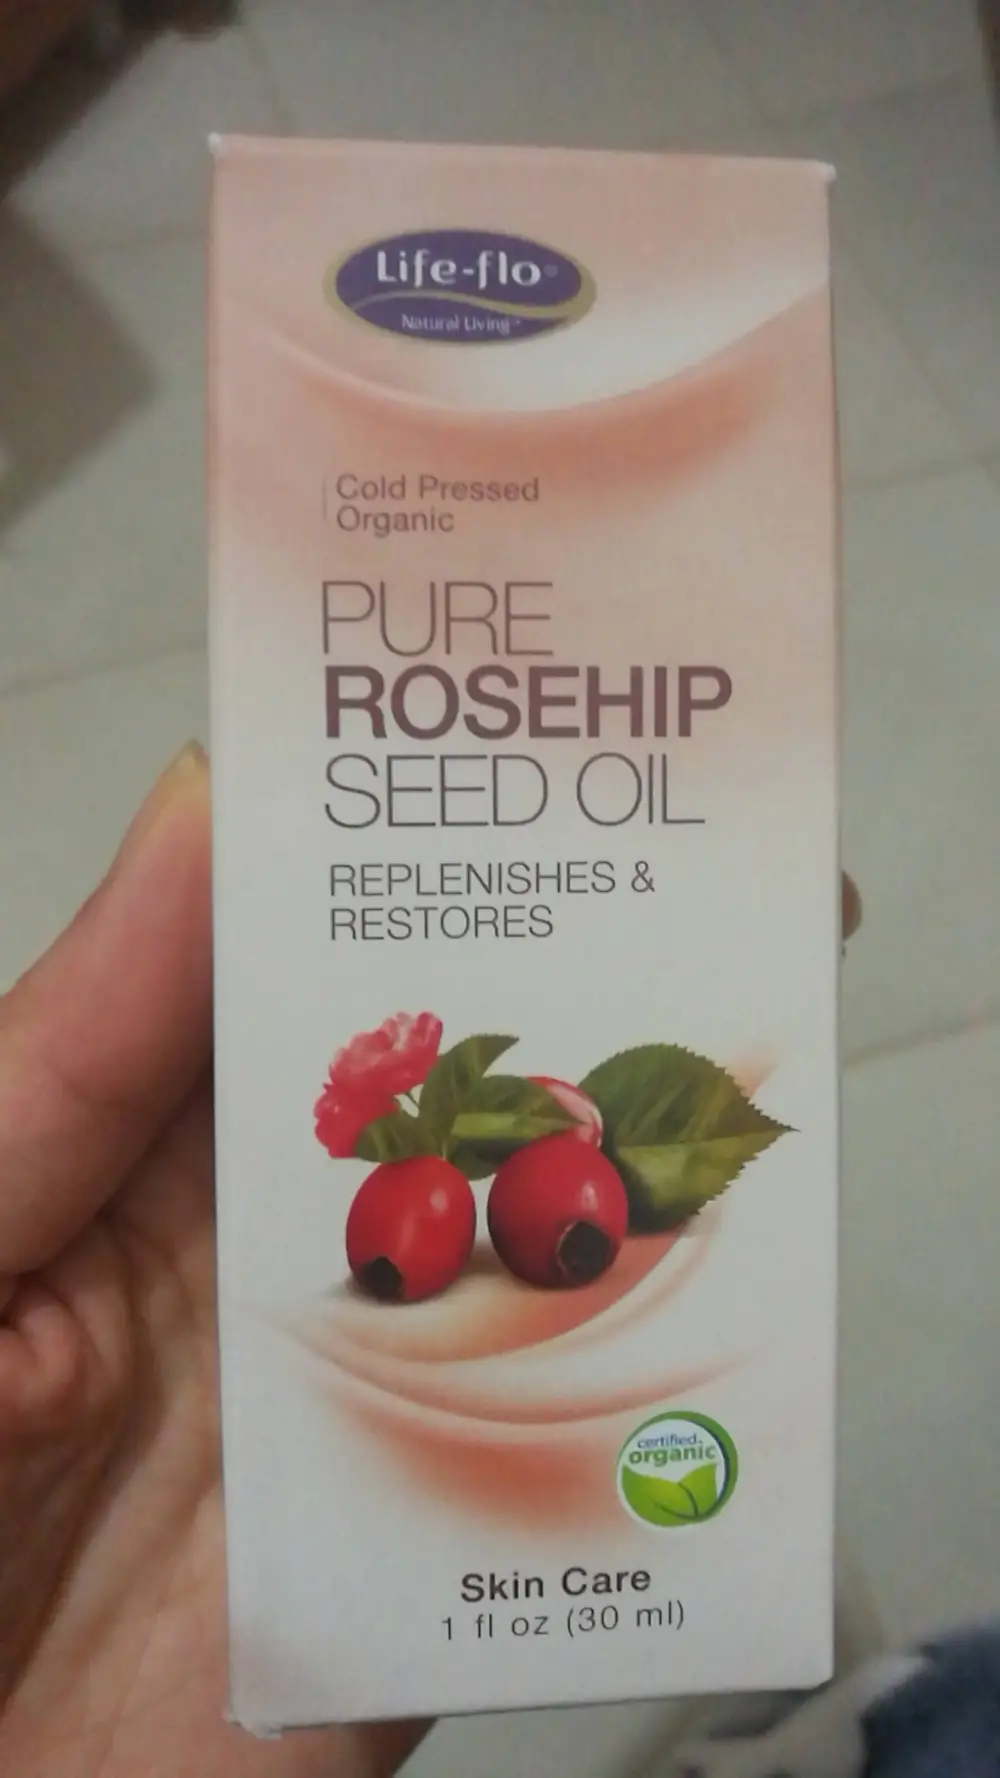 Life-flo®
Natural Living™
Cold Pressed
Organic
PURE
ROSEHIP
SEED OIL
REPLENISHES &
RESTORES
certified
organic
Skin Care
1 fl oz (30 ml)